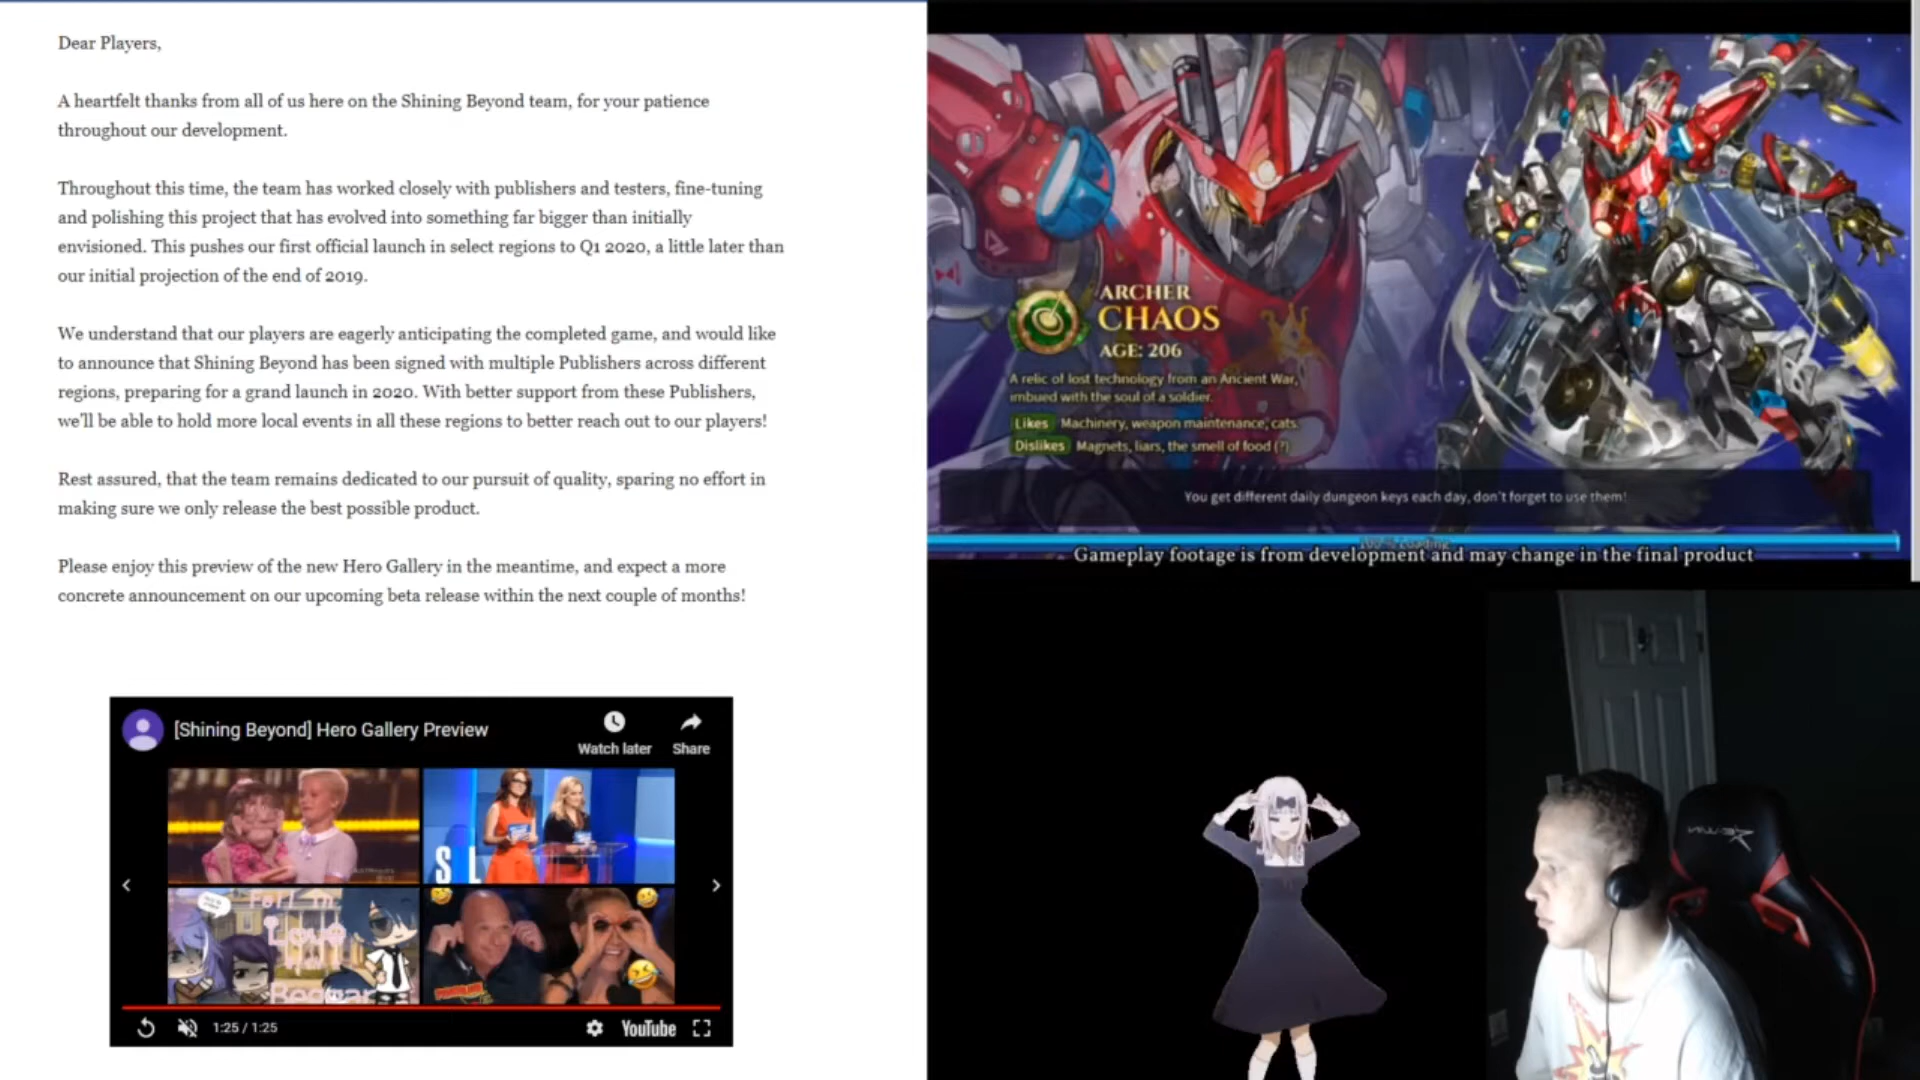 Dear Players,
A heartfelt thanks from all of us here on the Shining Beyond team, for your patience
throughout our development.
Throughout this time, the team has worked closely with publishers and testers, fine-tuning
and polishing this project that has evolved into something far bigger than initially
envisioned. This pushes our first official launch in select regions to Q1 2020, a little later than
our initial projection of the end of 2019.
We understand that our players are eagerly anticipating the completed game, and would like
to announce that Shining Beyond has been signed with multiple Publishers across different
regions, preparing for a grand launch in 2020. With better support from these Publishers,
we'll be able to hold more local events in all these regions to better reach out to our players!
Rest assured, that the team remains dedicated to our pursuit of quality, sparing no effort in
making sure we only release the best possible product.
Please enjoy this preview of the new Hero Gallery in the meantime, and expect a more
concrete announcement on our upcoming beta release within the next couple of months!
[Shining Beyond] Hero Gallery Preview
Watch later
Share
S L
Love
1:25 / 1:25
YouTube
ARCHER
CHAOS
AGE: 206
A relic of lost technology from an Ancient War,
imbued with the soul of a soldier.
Likes Machinery, weapon maintenance, cats
Dislikes Magnets, liars, the smell of food (?)
You get different daily dungeon keys each day, don't forget to use them!
100 % Loading
Gameplay footage is from development and may change in the final product